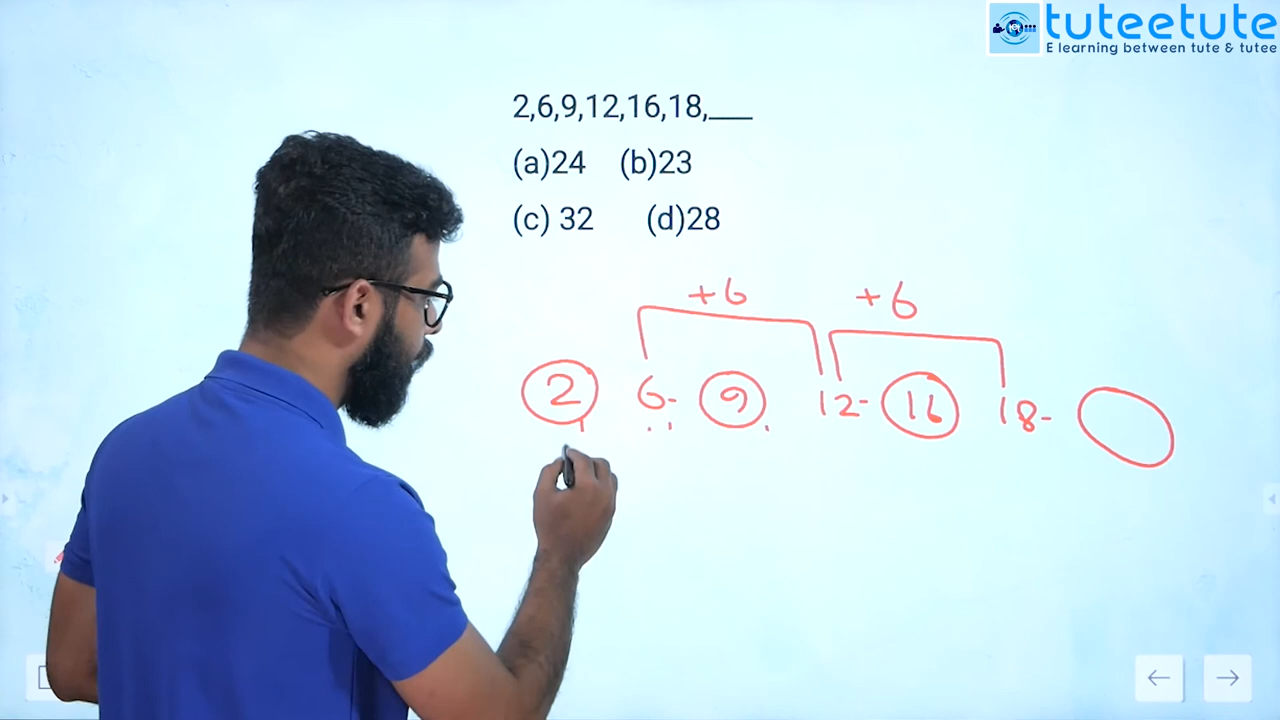 tuteetute
E learning between tute & tutee
2,6,9,12,16,18,___
(a)24 (b)23
(c) 32 (d)28
+6 +6
2 6- 9 12- 16 18-